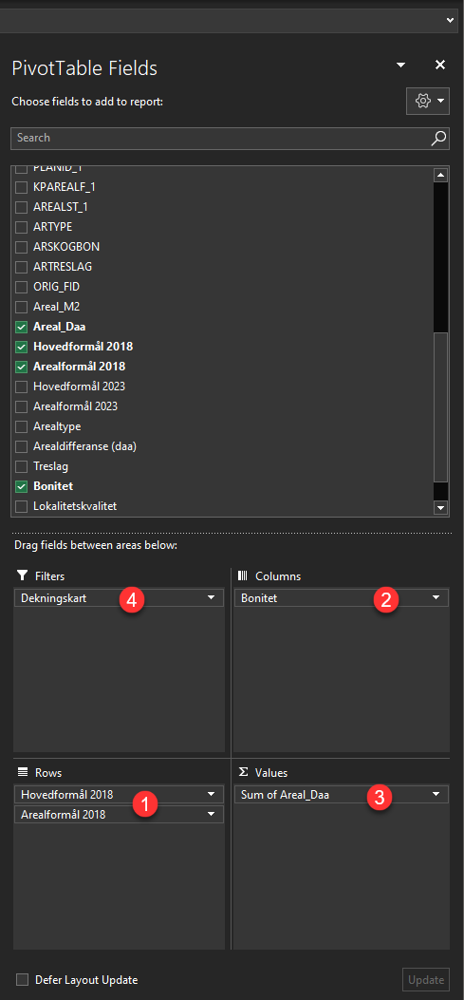 PivotTable Fields
Choose fields to add to report:
Search
PLANID_1
KPAREALF_1
AREALST_1
ARTYPE
ARSKOGBON
ARTRESLAG
ORIG_FID
Areal_M2
Areal_Daa
Hovedformål 2018
Arealformål 2018
Hovedformål 2023
Arealformål 2023
Arealtype
Arealdifferanse (daa)
Treslag
Bonitet
Lokalitetskvalitet
Drag fields between areas below:
Filters
Dekningskart 4
Columns
Bonitet 2
Rows
Hovedformål 2018
1
Arealformål 2018
Σ Values
Sum of Areal_Daa 3
Defer Layout Update
Update